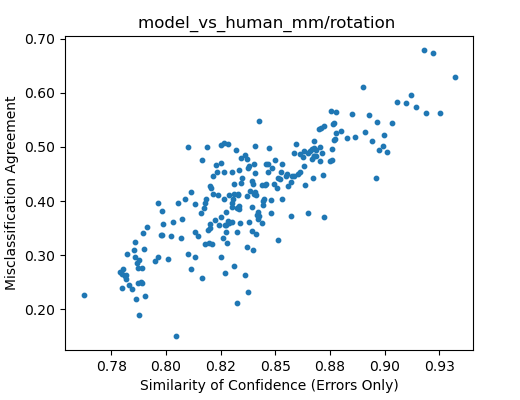 model_vs_human_mm/rotation
0.70
0.60
0.50
0.40
0.30
0.20
Misclassification Agreement
0.78 0.80 0.82 0.85 0.88 0.90 0.93
Similarity of Confidence (Errors Only)